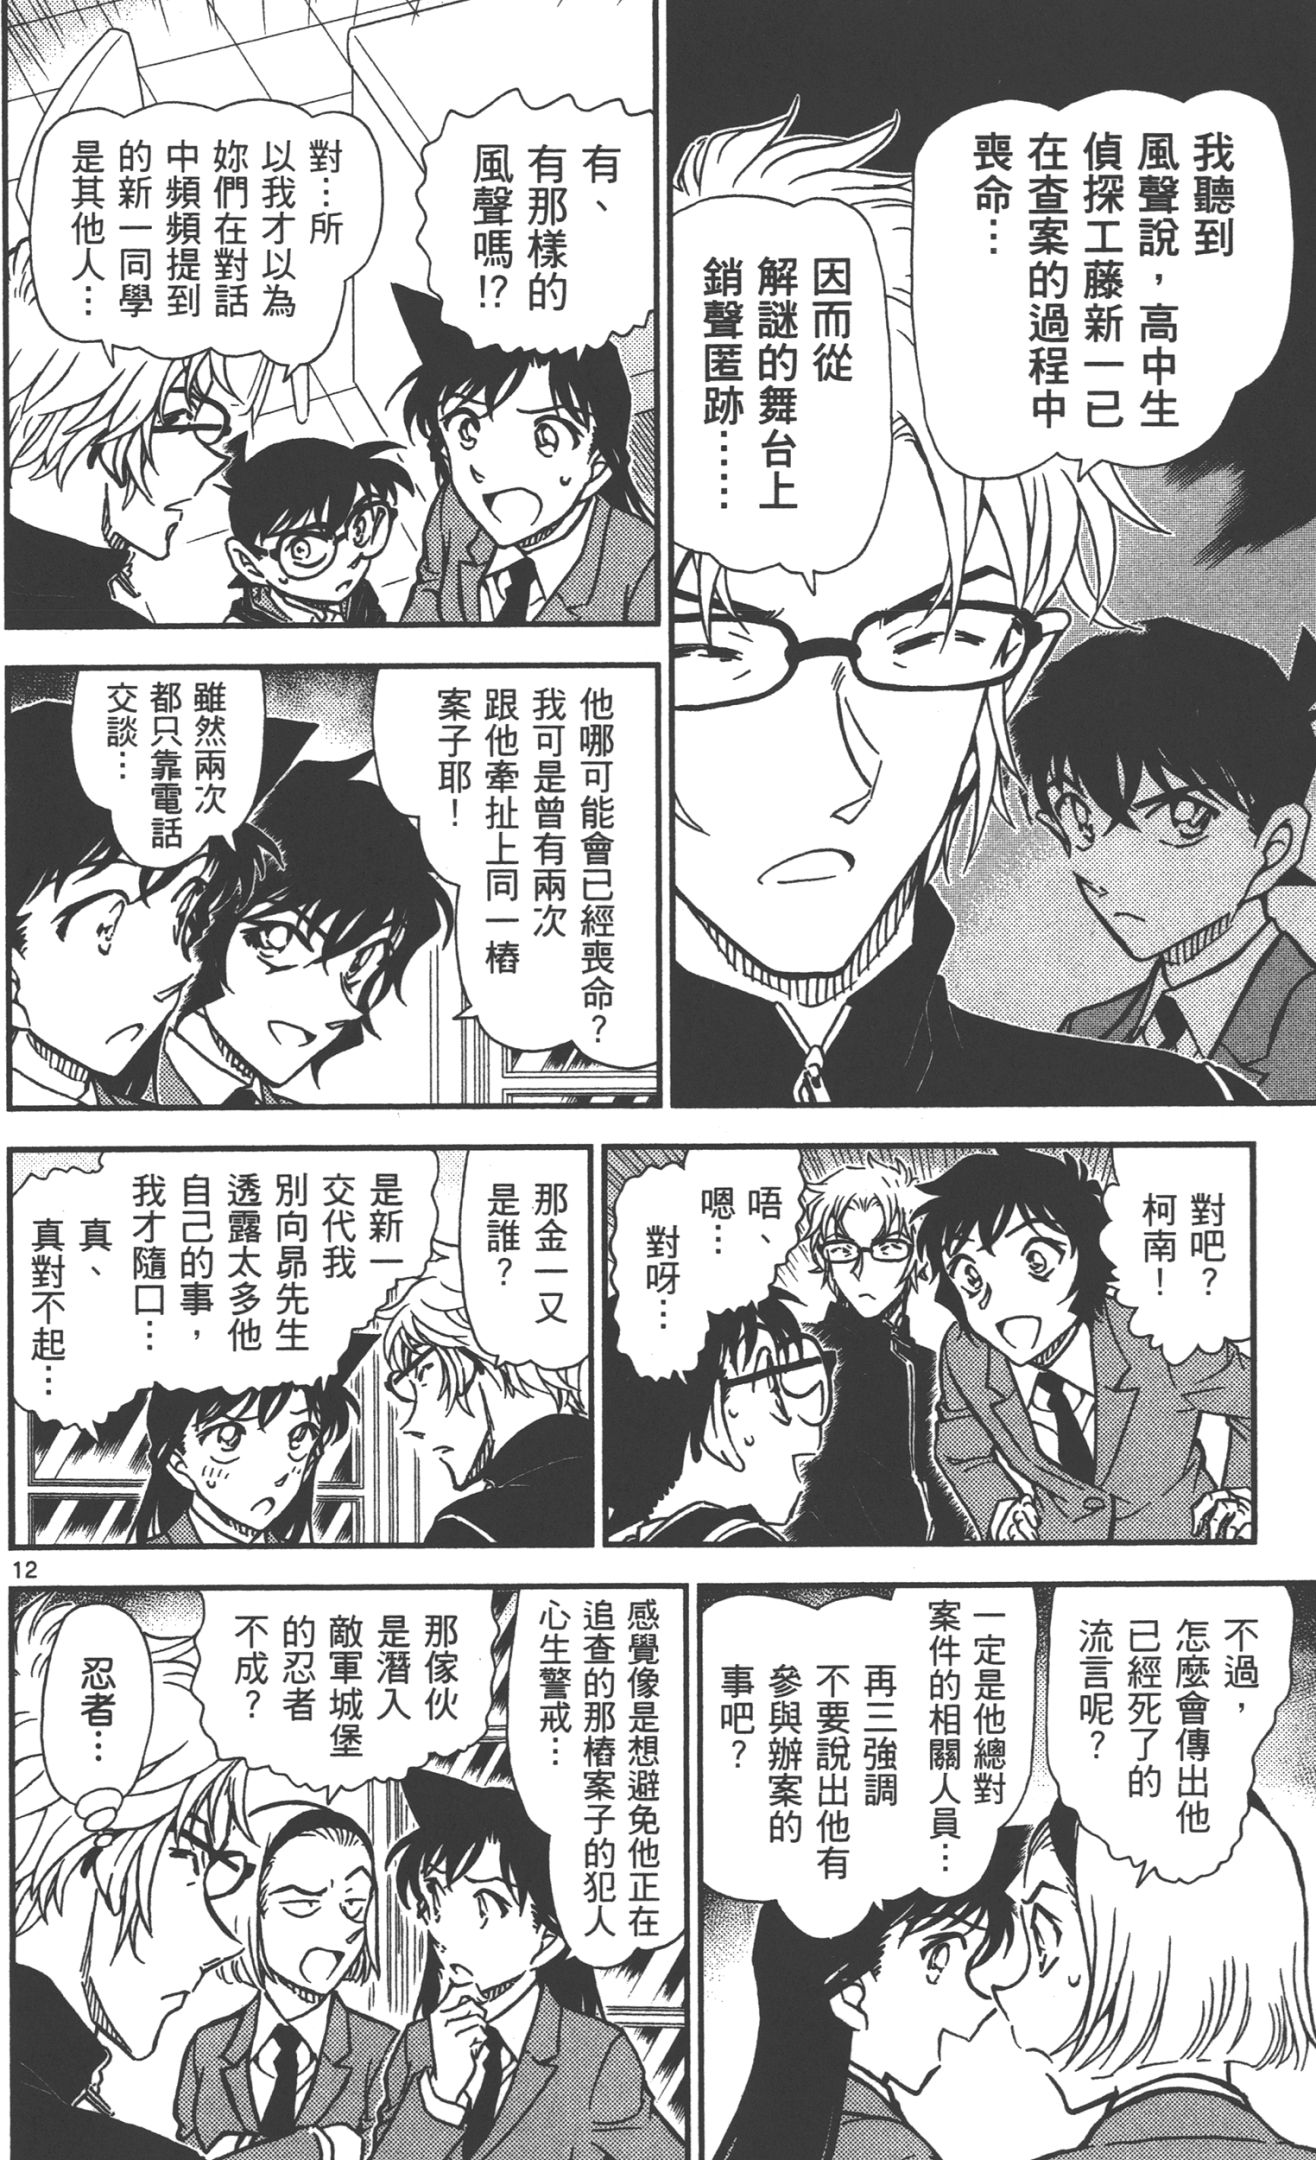 我聽到
風聲說，高中生
偵探工藤新一已
在查案的過程中
喪命…
因而從
解謎的舞台上
銷聲匿跡……
有、
有那樣的
風聲嗎!?
對…所
以我才以為
妳們在對話
中頻頻提到
的新一同學
是其他人…
他哪可能會已經喪命？
我可是曾有兩次
跟他牽扯上同一樁
案子耶！
雖然兩次
都只靠電話
交談…
對吧？
柯南！
唔、
嗯…
對呀…
那金一又
是誰？
是新一
交代我
別向昴先生
透露太多他
自己的事，
我才隨口…
真、
真對不起…
12
不過，
怎麼會傳出他
已經死了的
流言呢？
一定是他總對
案件的相關人員…
再三強調
不要說出他有
參與辦案的
事吧？
感覺像是想避免他正在
追查的那樁案子的犯人
心生警戒…
那傢伙
是潛入
敵軍城堡
的忍者
不成？
忍者…